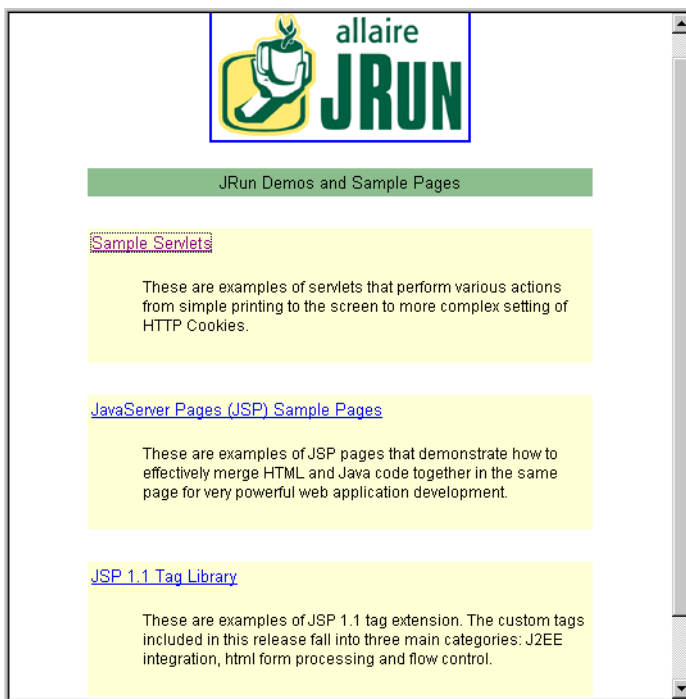 allaire
JRUN
JRun Demos and Sample Pages
Sample Servlets
These are examples of servlets that perform various actions
from simple printing to the screen to more complex setting of
HTTP Cookies.
JavaServer Pages (JSP) Sample Pages
These are examples of JSP pages that demonstrate how to
effectively merge HTML and Java code together in the same
page for very powerful web application development.
JSP 1.1 Tag Library
These are examples of JSP 1.1 tag extension. The custom tags
included in this release fall into three main categories: J2EE
integration, html form processing and flow control.